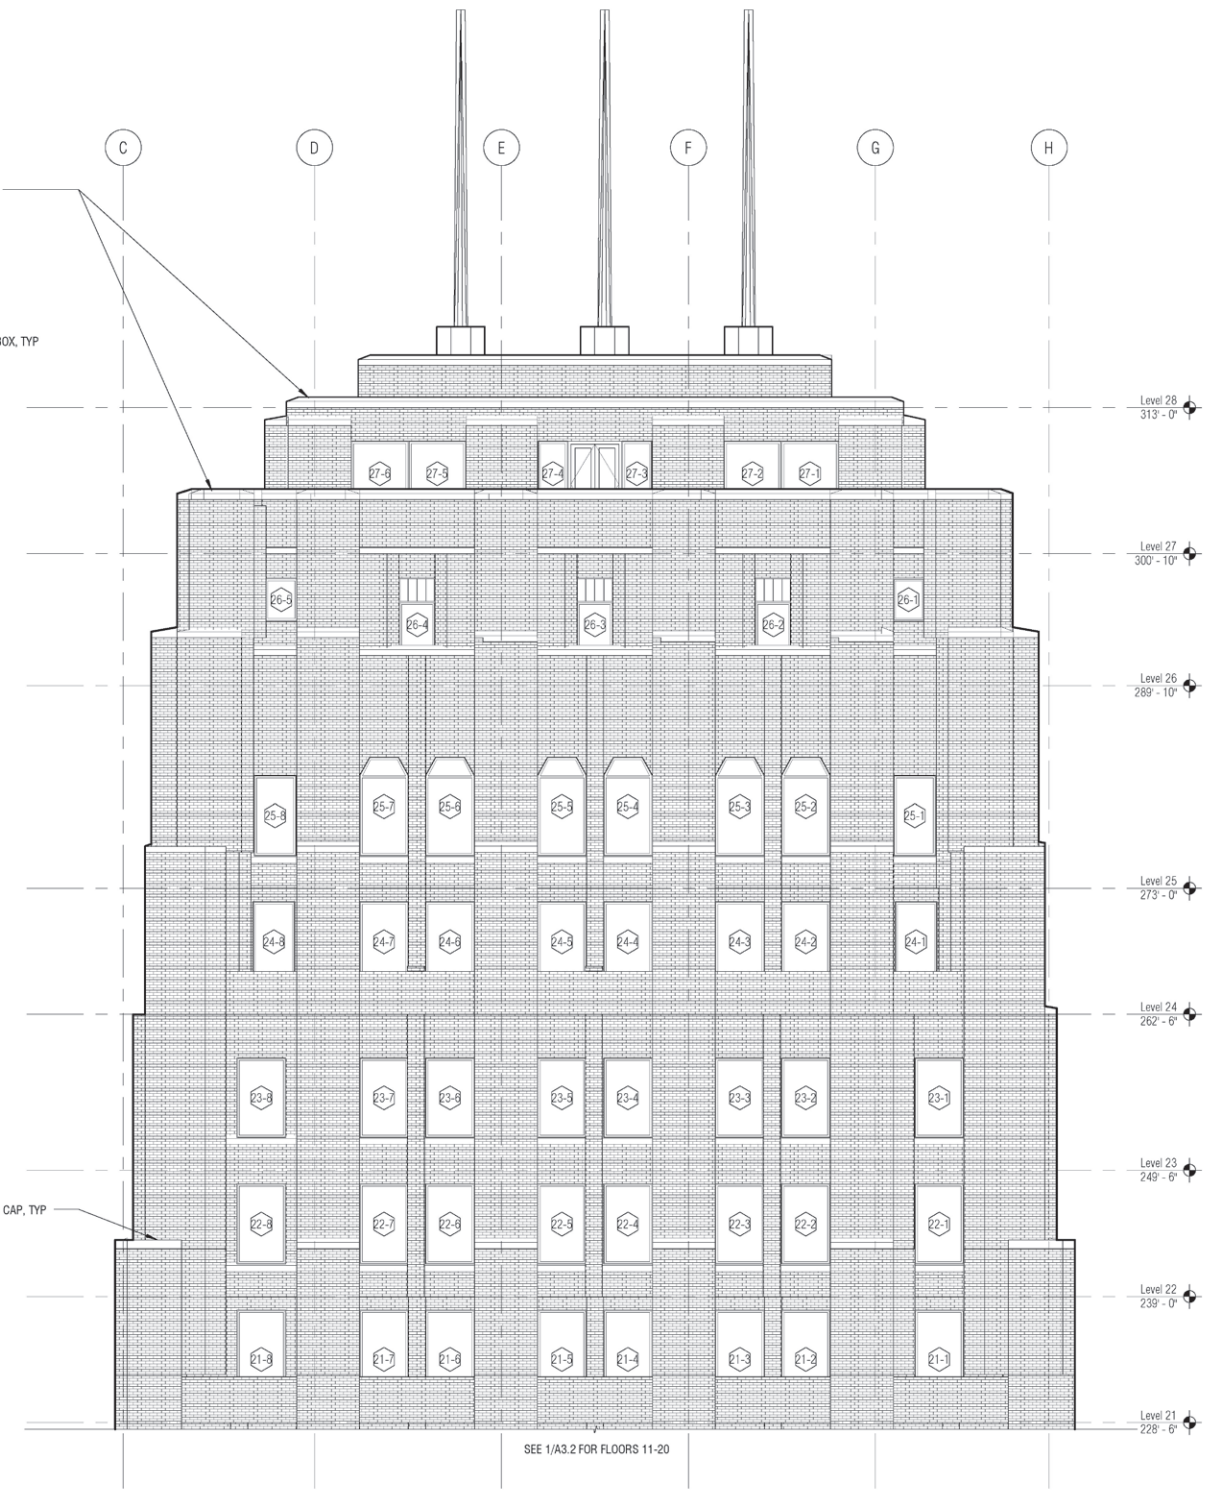 C D E F G H
BOX, TYP
Level 28
313' - 0"
27-6 27-5 27-4 27-3 27-2 27-1
Level 27
300' - 10"
26-5 26-1
26-4 26-3 26-2
Level 26
289' - 10"
25-8 25-7 25-6 25-5 25-4 25-3 25-2 25-1
Level 25
273' - 0"
24-8 24-7 24-6 24-5 24-4 24-3 24-2 24-1
Level 24
262' - 6"
23-8 23-7 23-6 23-5 23-4 23-3 23-2 23-1
Level 23
249' - 6"
CAP, TYP
22-8 22-7 22-6 22-5 22-4 22-3 22-2 22-1
Level 22
239' - 0"
21-8 21-7 21-6 21-5 21-4 21-3 21-2 21-1
Level 21
228' - 6"
SEE 1/A3.2 FOR FLOORS 11-20